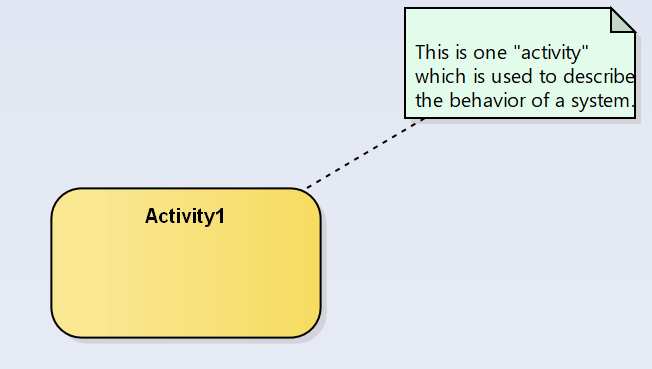 This is one "activity"
which is used to describe
the behavior of a system.
Activity1